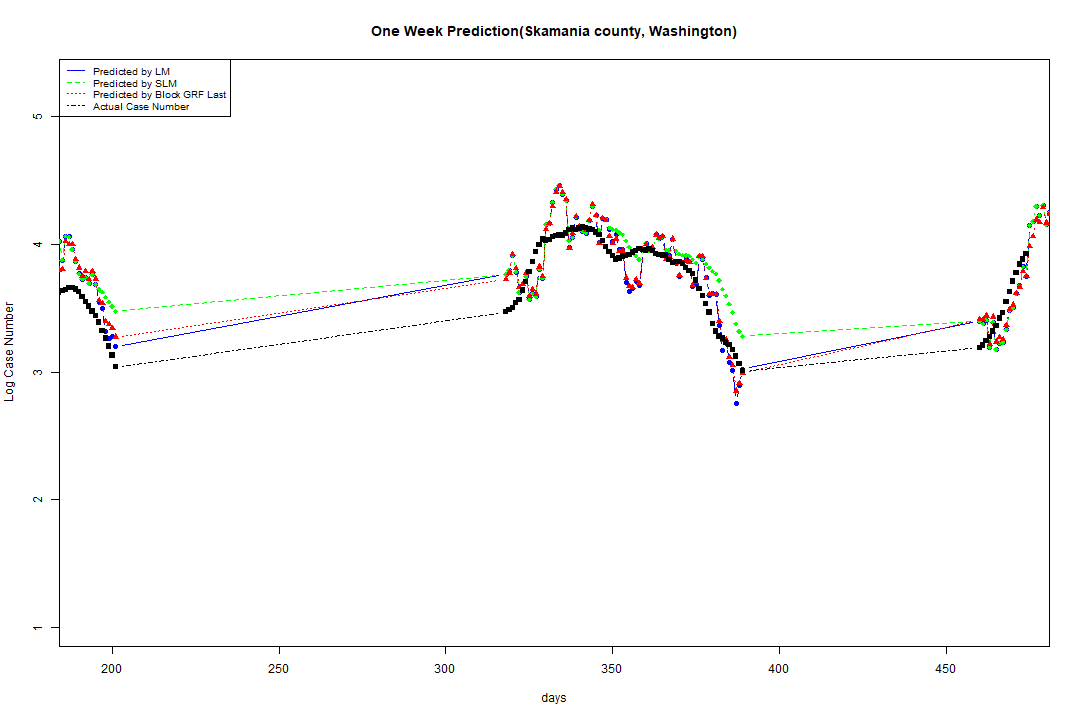 One Week Prediction(Skamania county, Washington)
Predicted by LM
Predicted by SLM
Predicted by Block GRF Last
Actual Case Number
5
4
3
2
1
Log Case Number
200
250
300
350
400
450
days